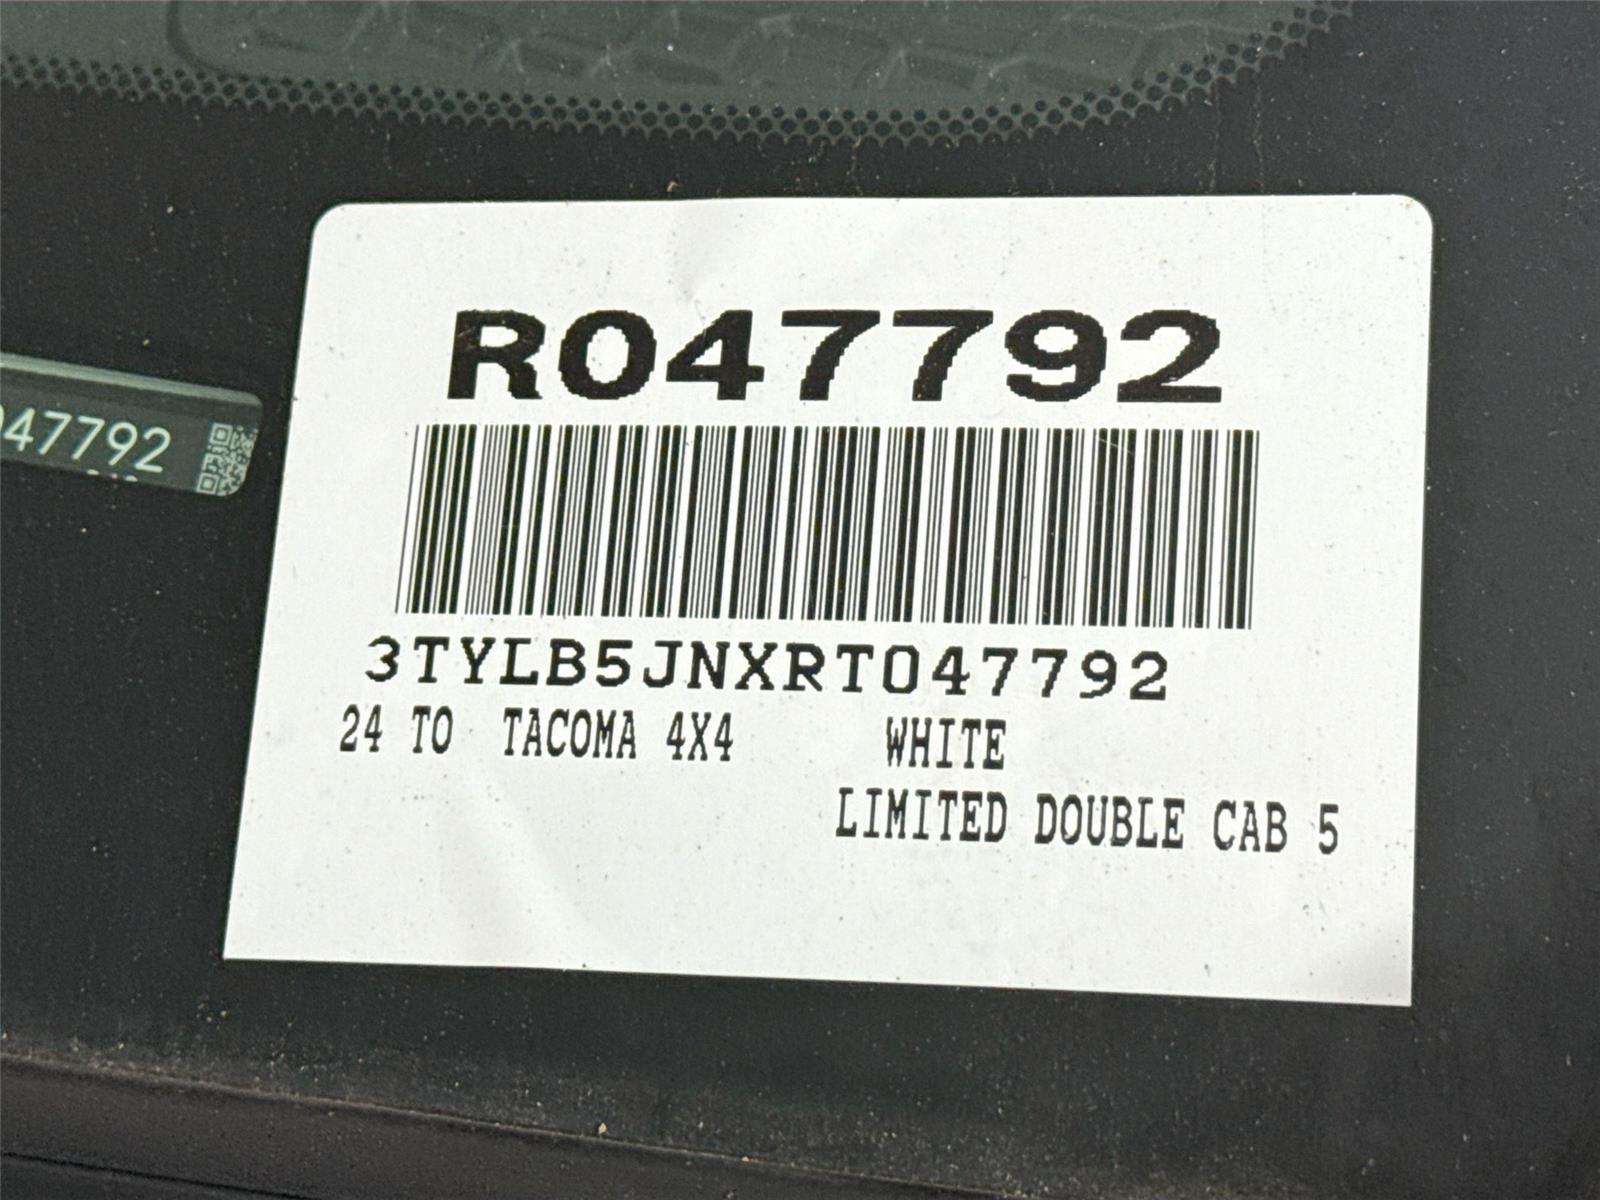 R047792
047792
3TYLB5JNXRT047792
24 TO TACOMA 4X4 WHITE
LIMITED DOUBLE CAB 5